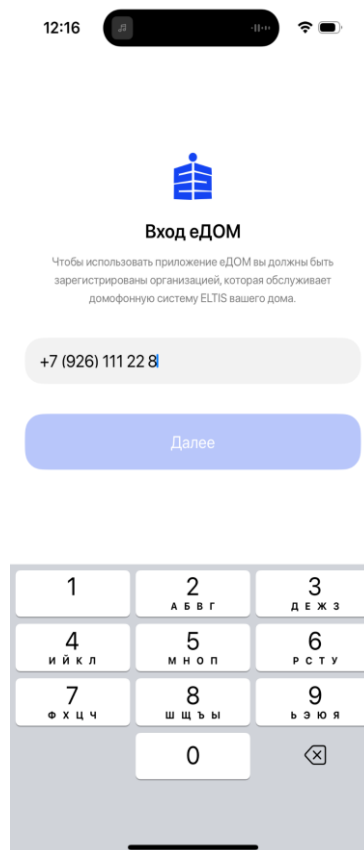 12:16
Вход еДОМ
Чтобы использовать приложение еДОМ вы должны быть
зарегистрированы организацией, которая обслуживает
домофонную систему ELTIS вашего дома.
+7 (926) 111 22 8
Далее
1 2 3
А Б В Г Д Е Ж З
4 5 6
И Й К Л М Н О П Р С Т У
7 8 9
Ф Х Ц Ч Ш Щ Ъ Ы Ь Э Ю Я
0